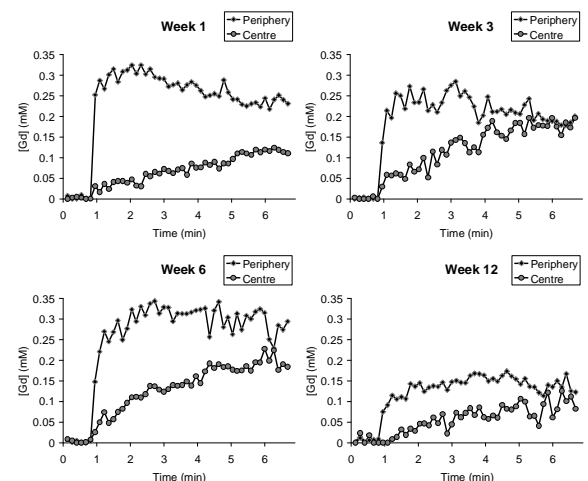 Week 1
Periphery
Centre
[Gd] (mM)
0.35
0.3
0.25
0.2
0.15
0.1
0.05
0
0 1 2 3 4 5 6
Time (min)
Week 3
Periphery
Centre
[Gd] (mM)
0.35
0.3
0.25
0.2
0.15
0.1
0.05
0
0 1 2 3 4 5 6
Time (min)
Week 6
Periphery
Centre
[Gd] (mM)
0.35
0.3
0.25
0.2
0.15
0.1
0.05
0
0 1 2 3 4 5 6
Time (min)
Week 12
Periphery
Centre
[Gd] (mM)
0.35
0.3
0.25
0.2
0.15
0.1
0.05
0
0 1 2 3 4 5 6
Time (min)